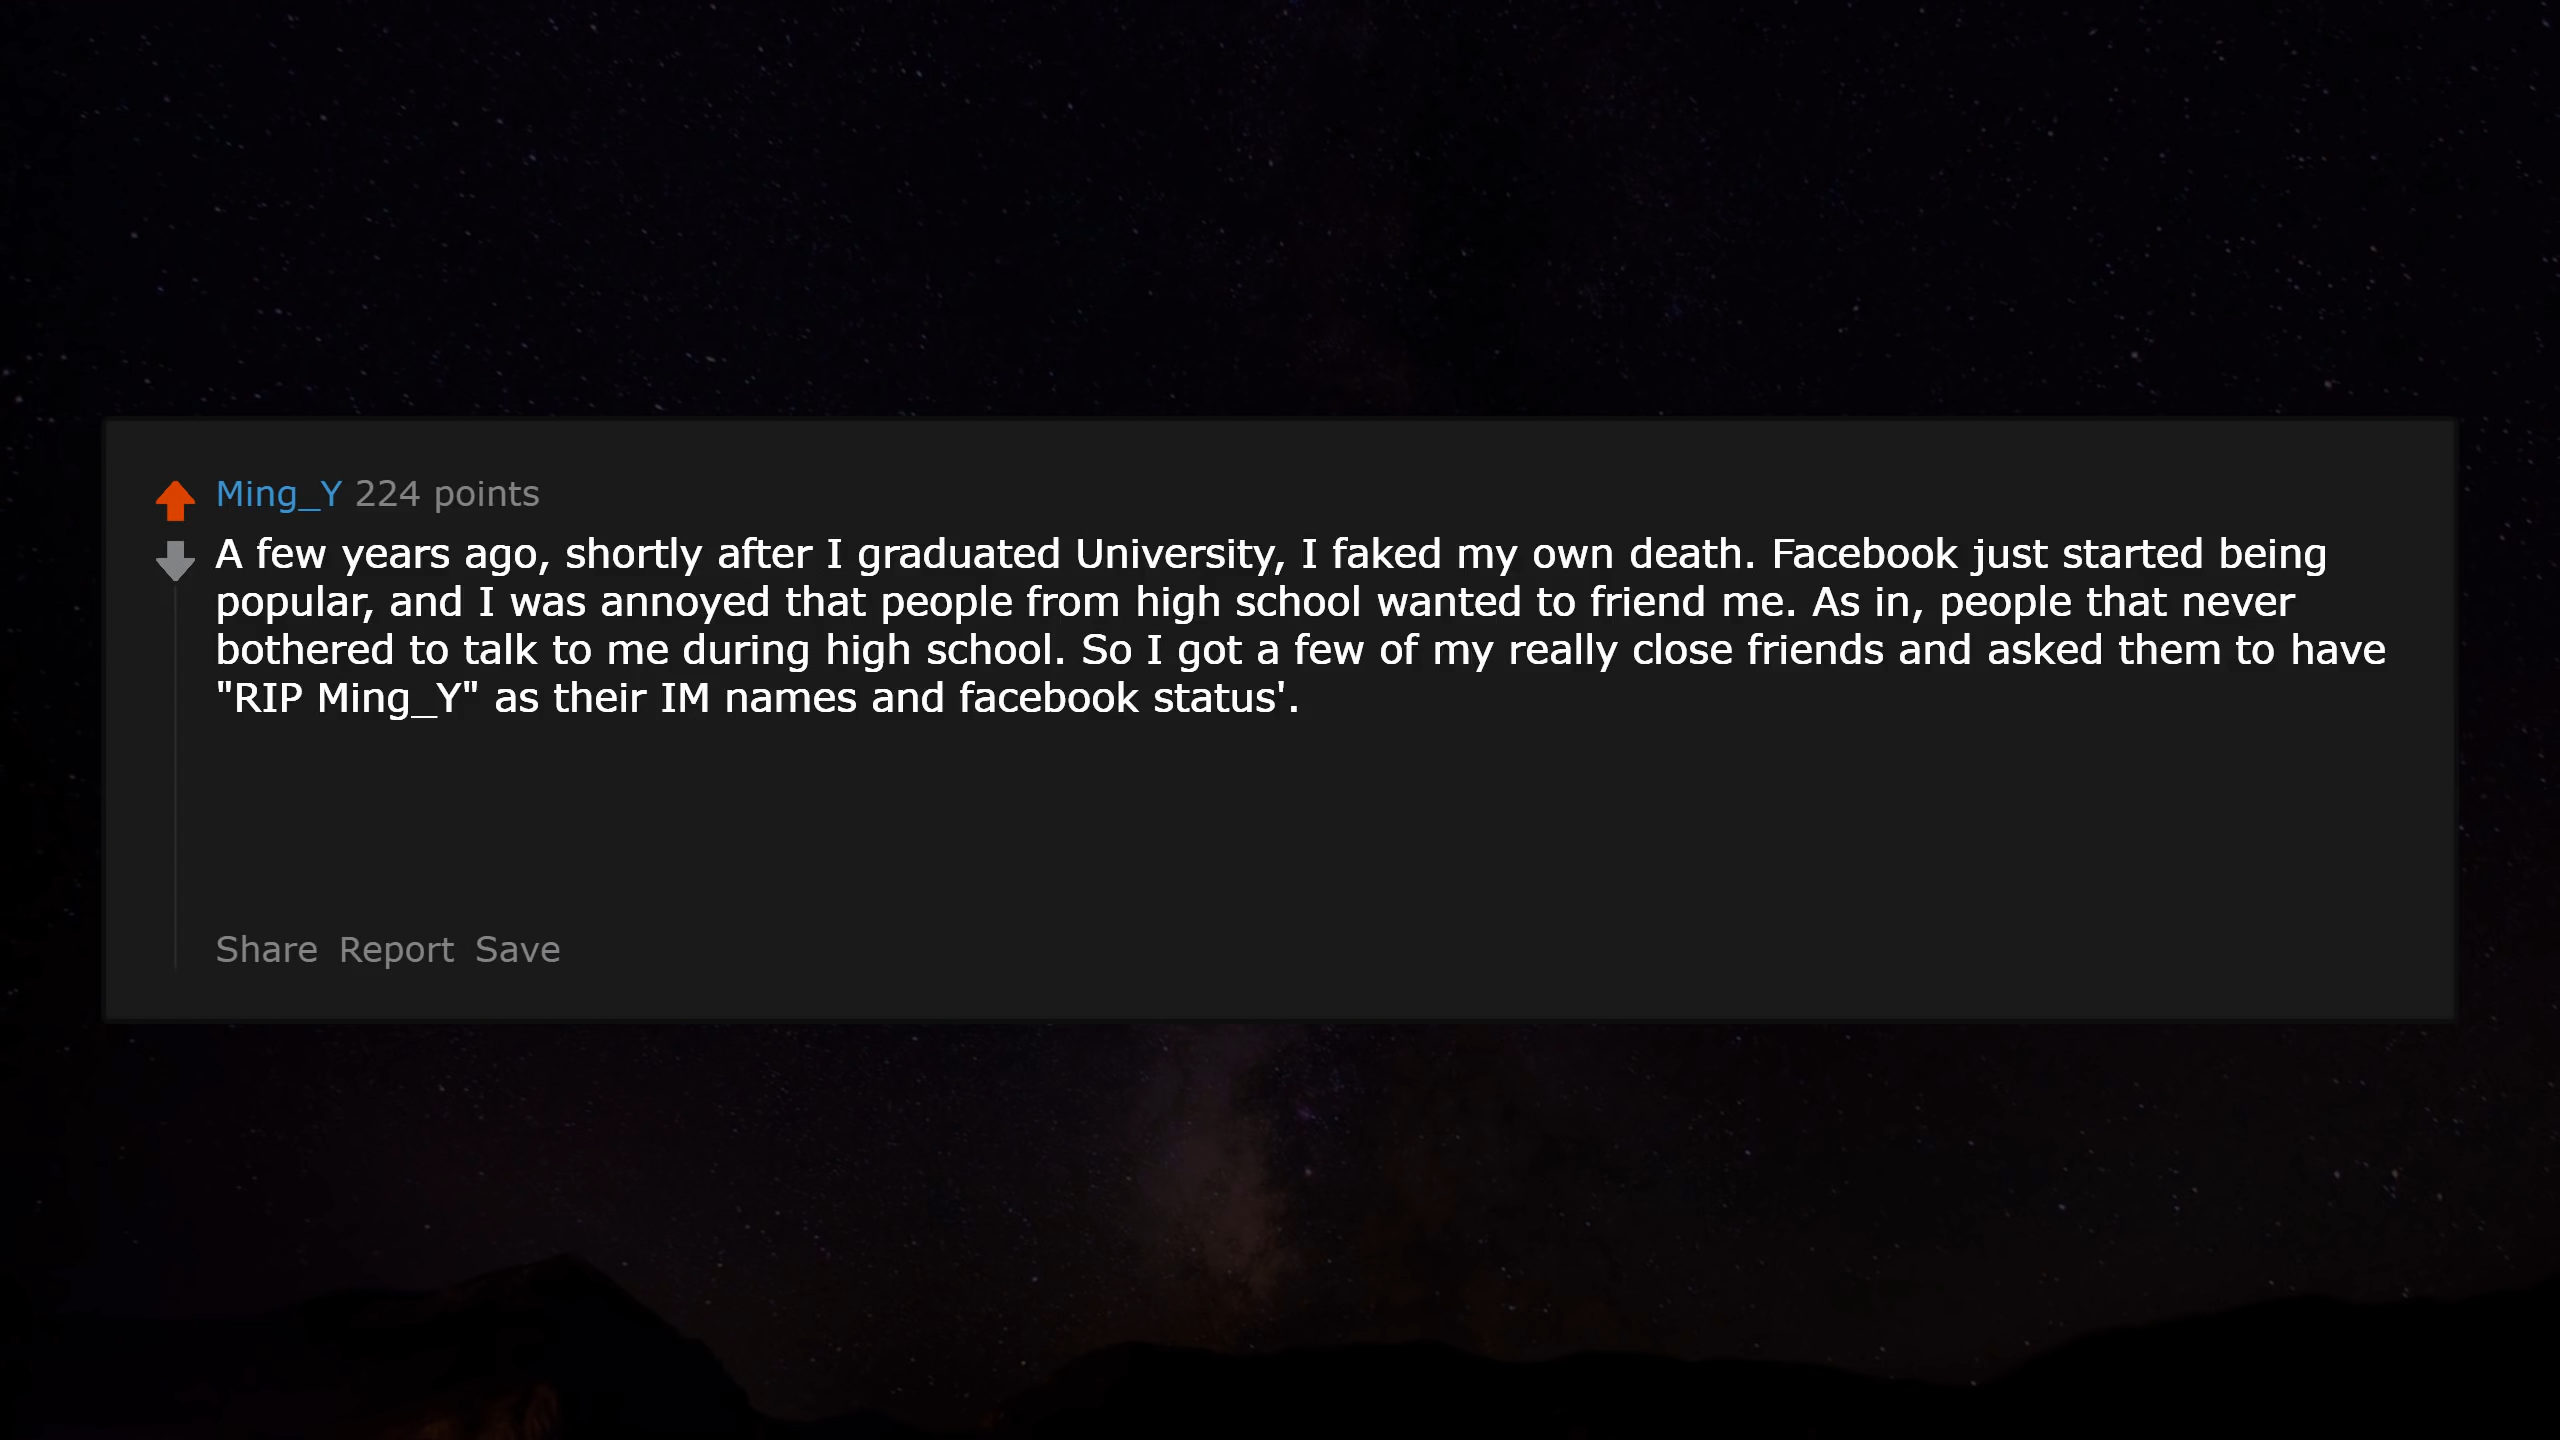 Ming_Y 224 points
A few years ago, shortly after I graduated University, I faked my own death. Facebook just started being
popular, and I was annoyed that people from high school wanted to friend me. As in, people that never
bothered to talk to me during high school. So I got a few of my really close friends and asked them to have
"RIP Ming_Y" as their IM names and facebook status'.
Share Report Save